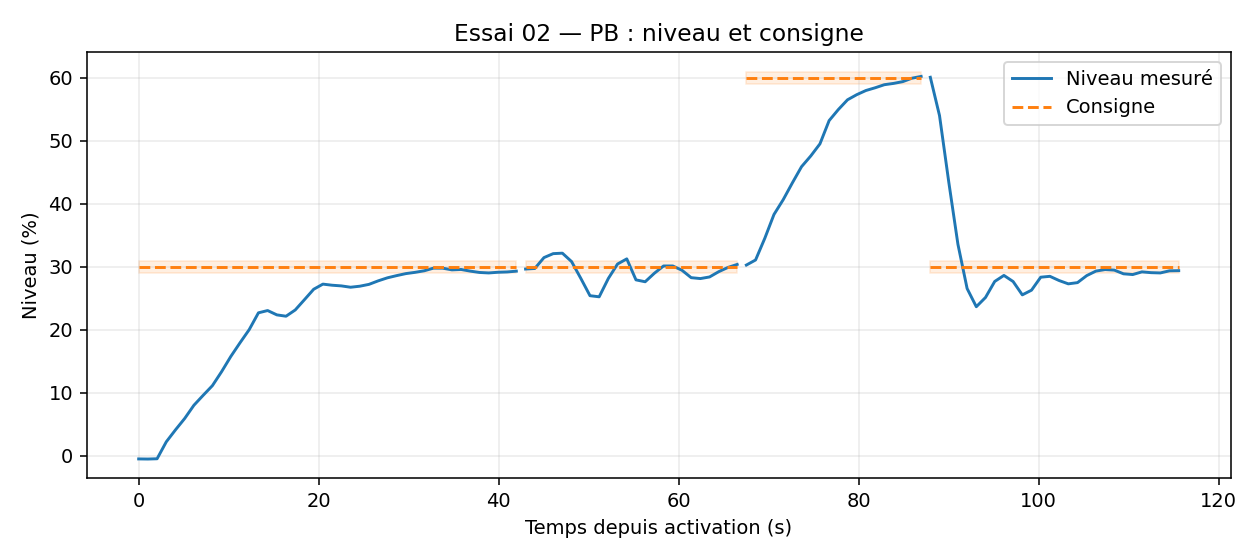 Essai 02 — PB : niveau et consigne
Niveau mesuré
Consigne
Niveau (%)
60
50
40
30
20
10
0
0 20 40 60 80 100 120
Temps depuis activation (s)